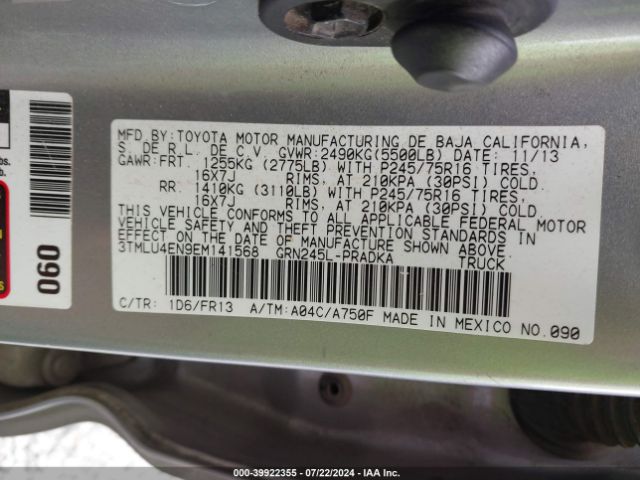 MFD. BY: TOYOTA MOTOR MANUFACTURING DE BAJA CALIFORNIA,
S. DE R.L. DE C.V. GVWR: 2490KG(5500LB) DATE: 11/13
GAWR: FRT. 1255KG (2775LB) WITH P245/75R16 TIRES,
16X7J RIMS, AT 210KPA (30PSI) COLD.
RR. 1410KG (3110LB) WITH P245/75R16 TIRES,
16X7J RIMS, AT 210KPA (30PSI) COLD.
THIS VEHICLE CONFORMS TO ALL APPLICABLE FEDERAL MOTOR
VEHICLE SAFETY AND THEFT PREVENTION STANDARDS IN
EFFECT ON THE DATE OF MANUFACTURE SHOWN ABOVE.
3TMLU4EN9EM141568 GRN245L-PRADKA TRUCK
C/TR: 1D6/FR13 A/TM: A04C/A750F MADE IN MEXICO NO.090
060
lbs.
000-39922355 - 07/22/2024 - IAA Inc.